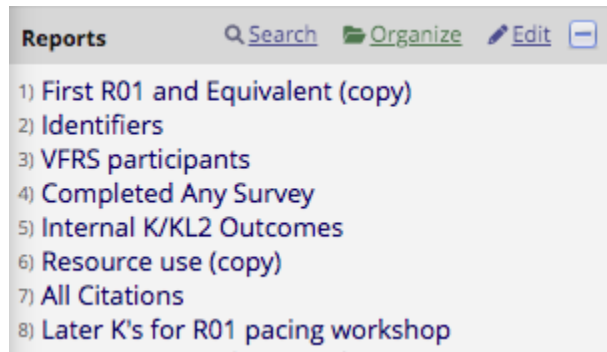 Reports Search Organize Edit
1) First R01 and Equivalent (copy)
2) Identifiers
3) VFRS participants
4) Completed Any Survey
5) Internal K/KL2 Outcomes
6) Resource use (copy)
7) All Citations
8) Later K's for R01 pacing workshop